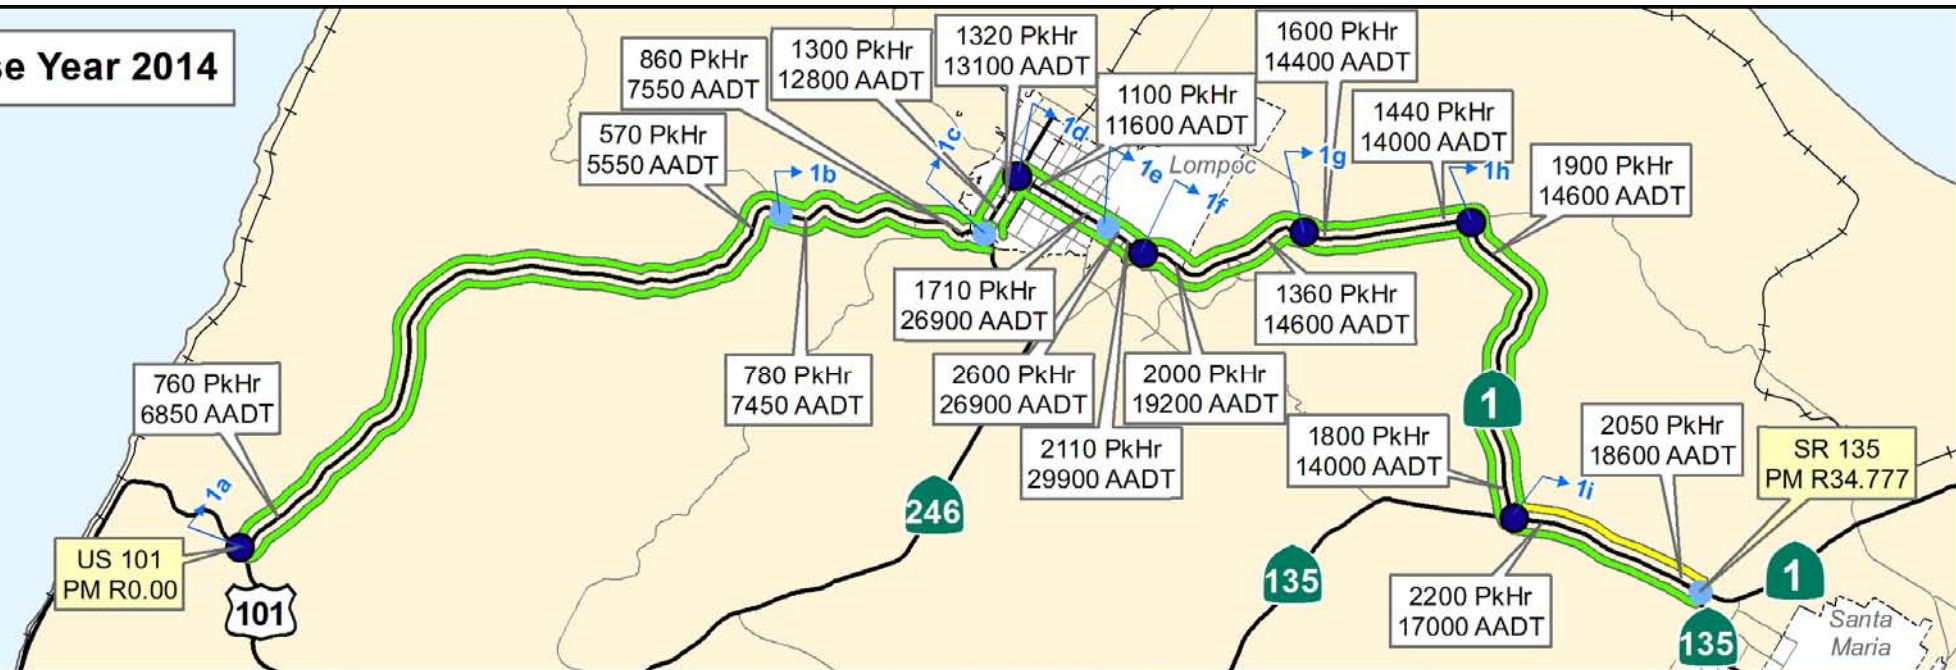 se Year 2014
860 PkHr
7550 AADT
1300 PkHr
12800 AADT
1320 PkHr
13100 AADT
1600 PkHr
14400 AADT
570 PkHr
5550 AADT
1100 PkHr
11600 AADT
1440 PkHr
14000 AADT
1900 PkHr
14600 AADT
1b
1c
1d
1e
Lompoc
1f
1g
1h
1710 PkHr
26900 AADT
1360 PkHr
14600 AADT
760 PkHr
6850 AADT
780 PkHr
7450 AADT
2600 PkHr
26900 AADT
2000 PkHr
19200 AADT
1
2110 PkHr
29900 AADT
1800 PkHr
14000 AADT
2050 PkHr
18600 AADT
SR 135
PM R34.777
1a
1i
246
US 101
PM R0.00
101
135
1
2200 PkHr
17000 AADT
135
Santa
Maria